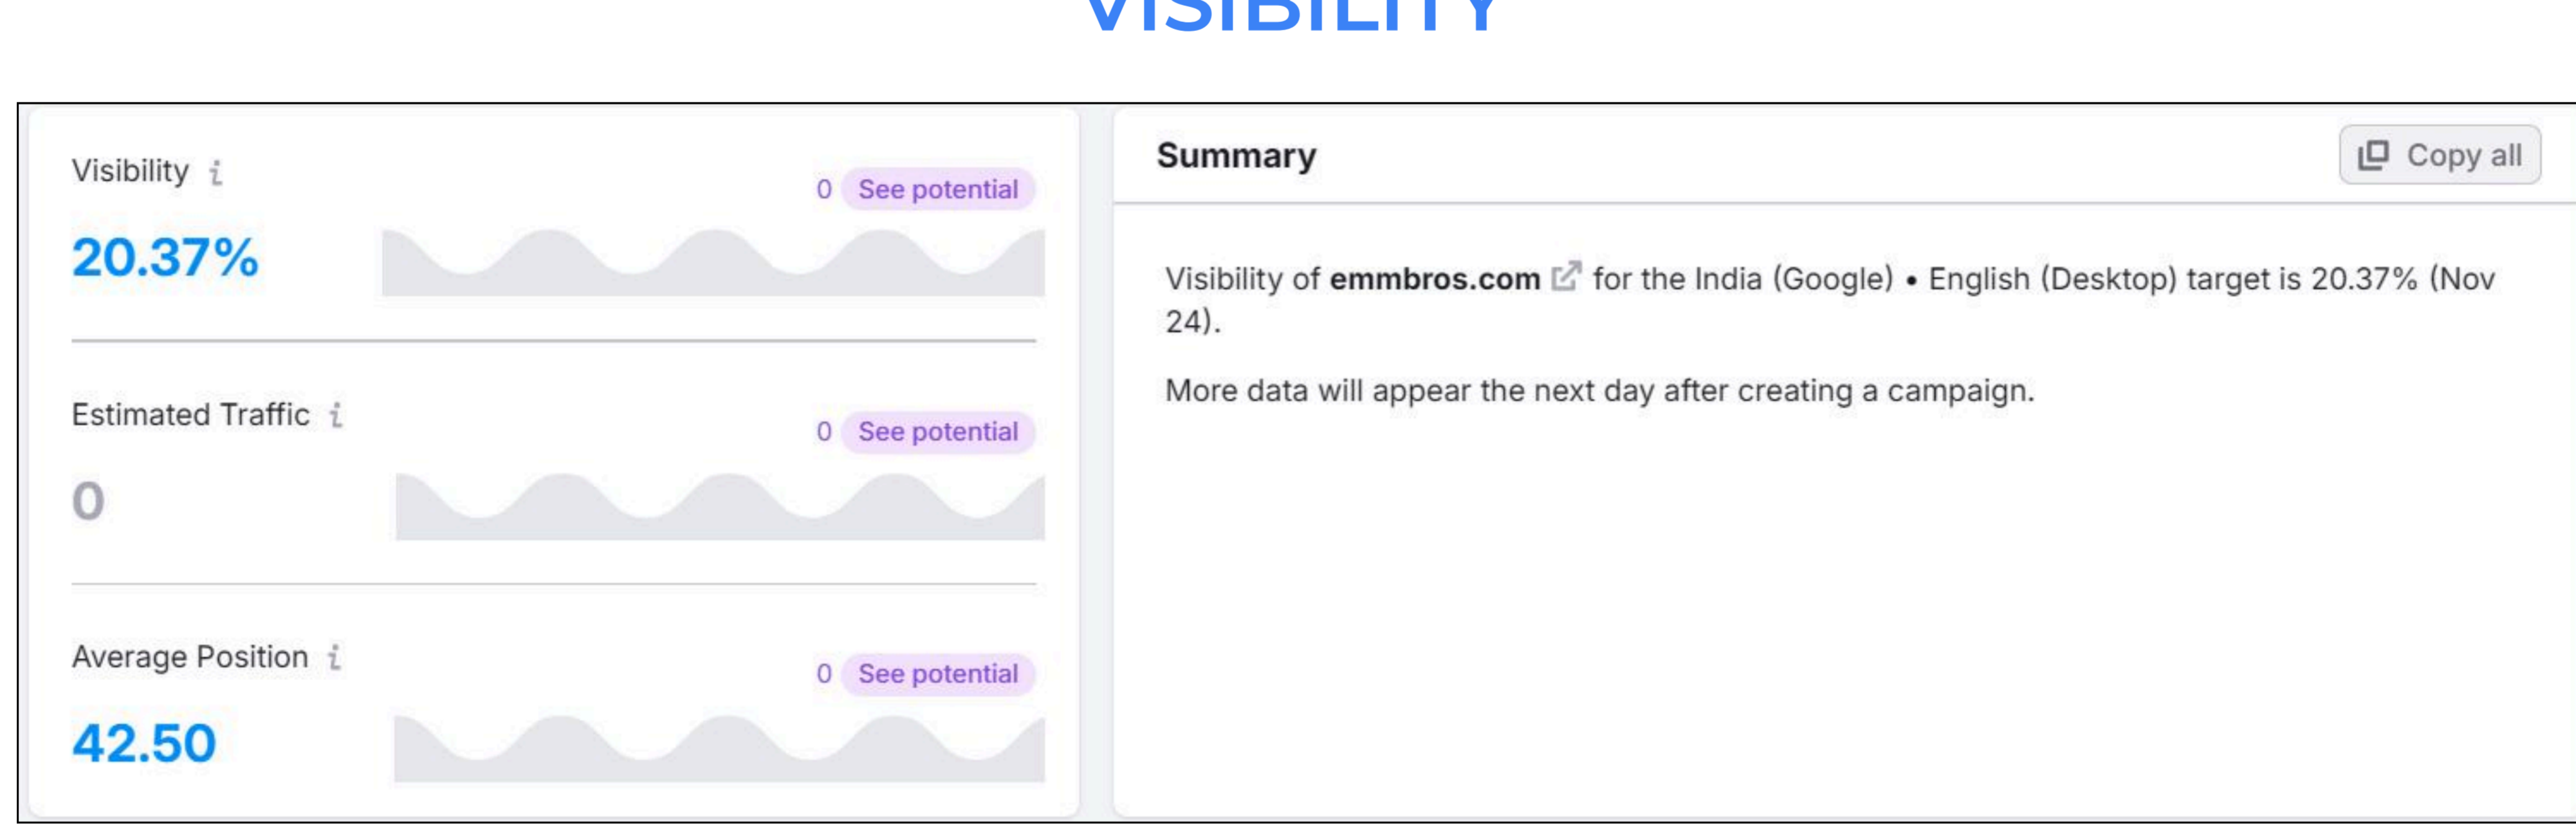 VISIBILITY
Visibility i
0 See potential
20.37%
Estimated Traffic i
0 See potential
0
Average Position i
0 See potential
42.50
Summary
Copy all
Visibility of emmbros.com for the India (Google) • English (Desktop) target is 20.37% (Nov
24).
More data will appear the next day after creating a campaign.